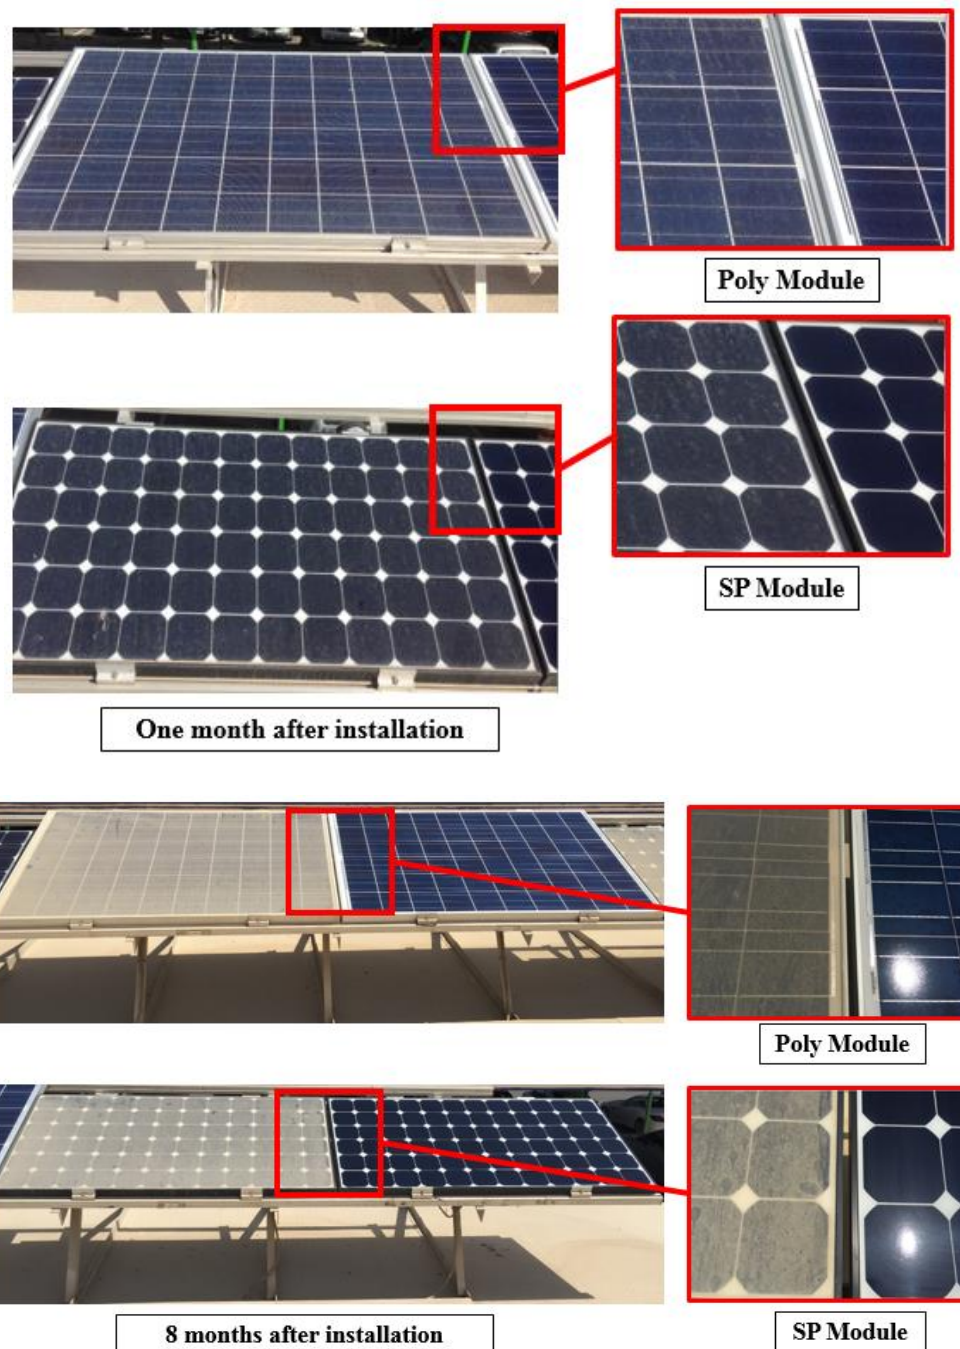 Poly Module
SP Module
One month after installation
Poly Module
SP Module
8 months after installation